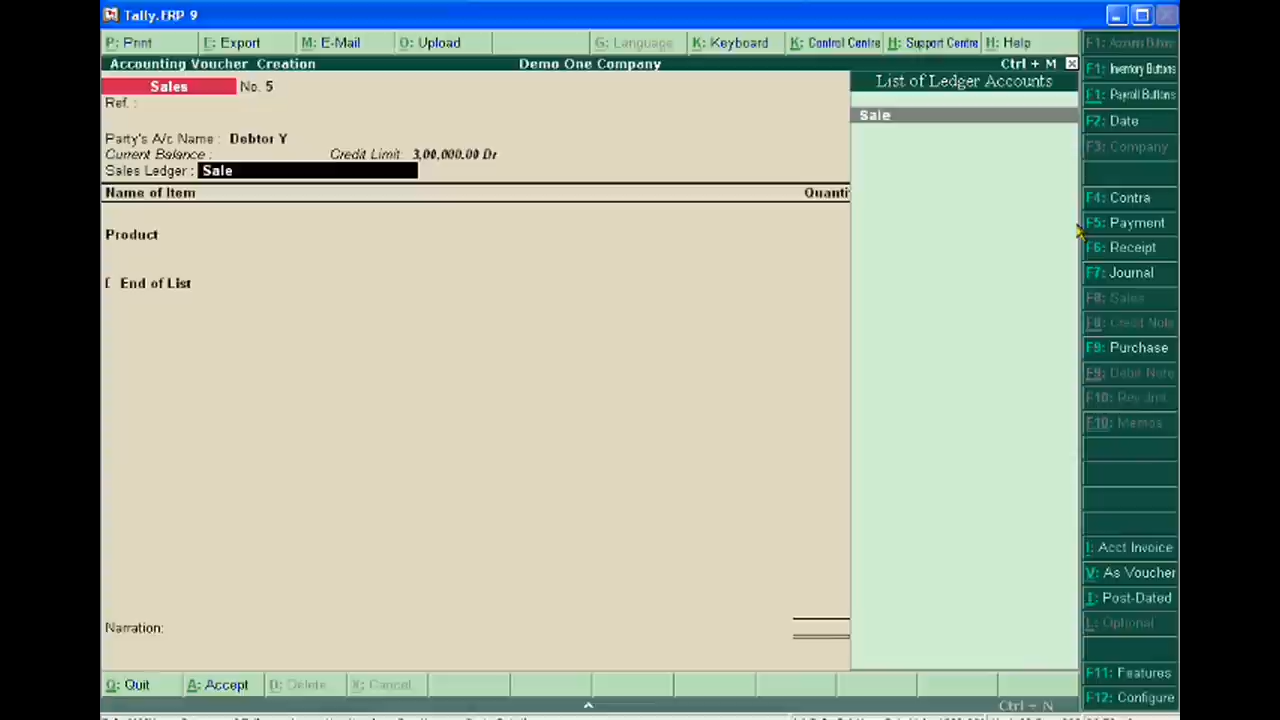 Tally.ERP 9
P: Print E: Export M: E-Mail O: Upload G: Language K: Keyboard K: Control Centre H: Support Centre H: Help
Accounting Voucher Creation Demo One Company Ctrl + M
Sales No. 5
Ref. :
Party's A/c Name : Debtor Y
Current Balance : Credit Limit: 3,00,000.00 Dr
Sales Ledger : Sale
Name of Item Quanti
Product
End of List
Narration:
List of Ledger Accounts
Sale
F1: Inventory Buttons
F1: Payroll Buttons
F2: Date
F3: Company
F4: Contra
F5: Payment
F6: Receipt
F7: Journal
F8: Sales
F8: Credit Note
F9: Purchase
F9: Debit Note
F10: Rev Jrnl
F10: Memos
I: Acct Invoice
V: As Voucher
T: Post-Dated
L: Optional
F11: Features
F12: Configure
Q: Quit A: Accept D: Delete X: Cancel
Ctrl + N